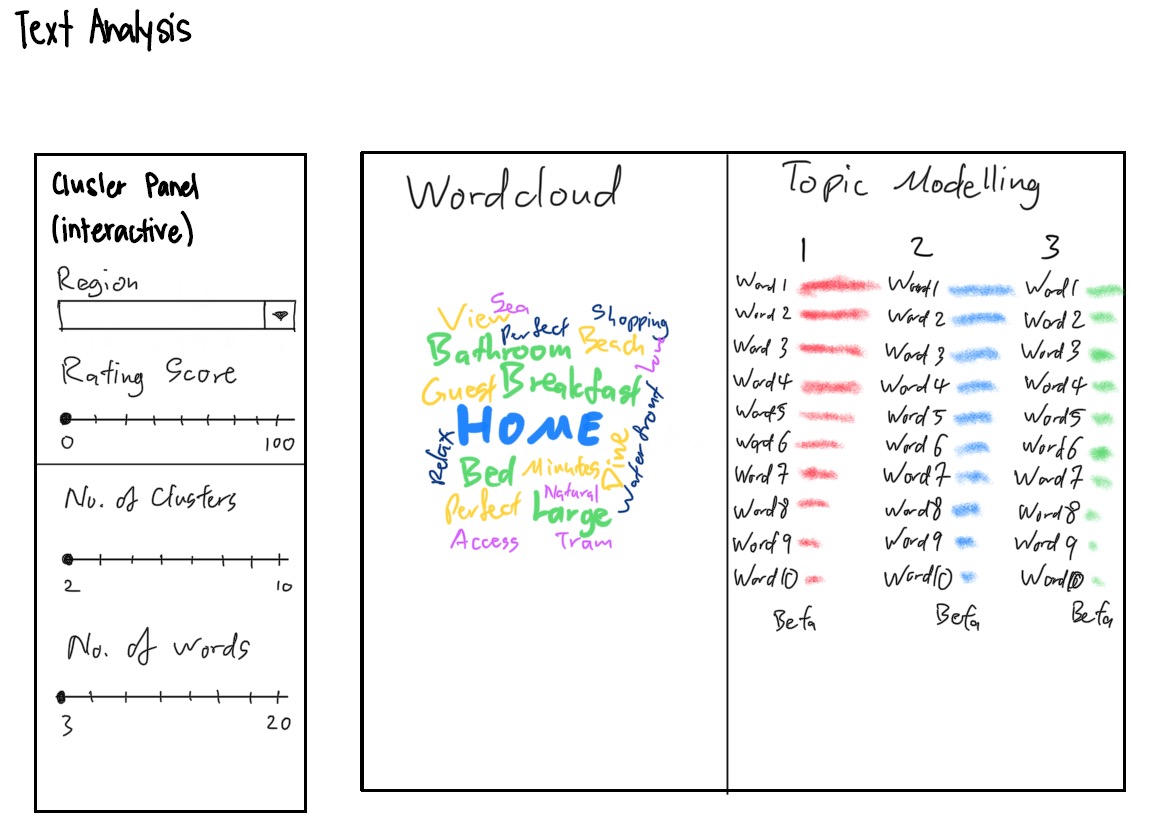 Text Analysis
Cluster Panel
(interactive)
Region
Rating Score
0 100
No. of Clusters
2 10
No. of words
3 20
Wordcloud
Sea
View
Perfect
Shopping
Bathroom
Beach
Luxu
Guest
Breakfast
HOME
Relax
Waterfront
Dine
Bed
Minutes
Natural
Perfect
Large
Access
Tram
Topic Modelling
1 2 3
Word 1 Word 1 Word 1
Word 2 Word 2 Word 2
Word 3 Word 3 Word 3
Word 4 Word 4 Word 4
Word 5 Word 5 Word 5
Word 6 Word 6 Word 6
Word 7 Word 7 Word 7
Word 8 Word 8 Word 8
Word 9 Word 9 Word 9
Word 10 Word 10 Word 10
Beta Beta Beta